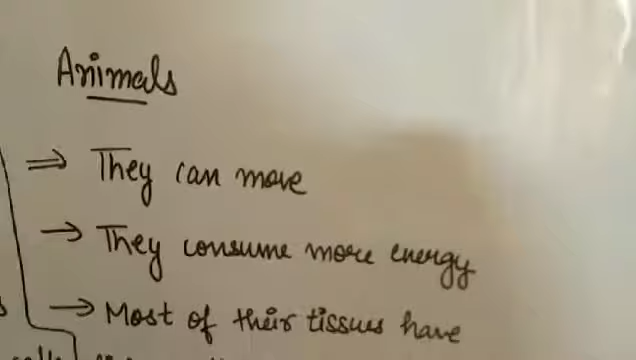 Animals
⇒ They can move
→ They consume more energy
→ Most of their tissues have